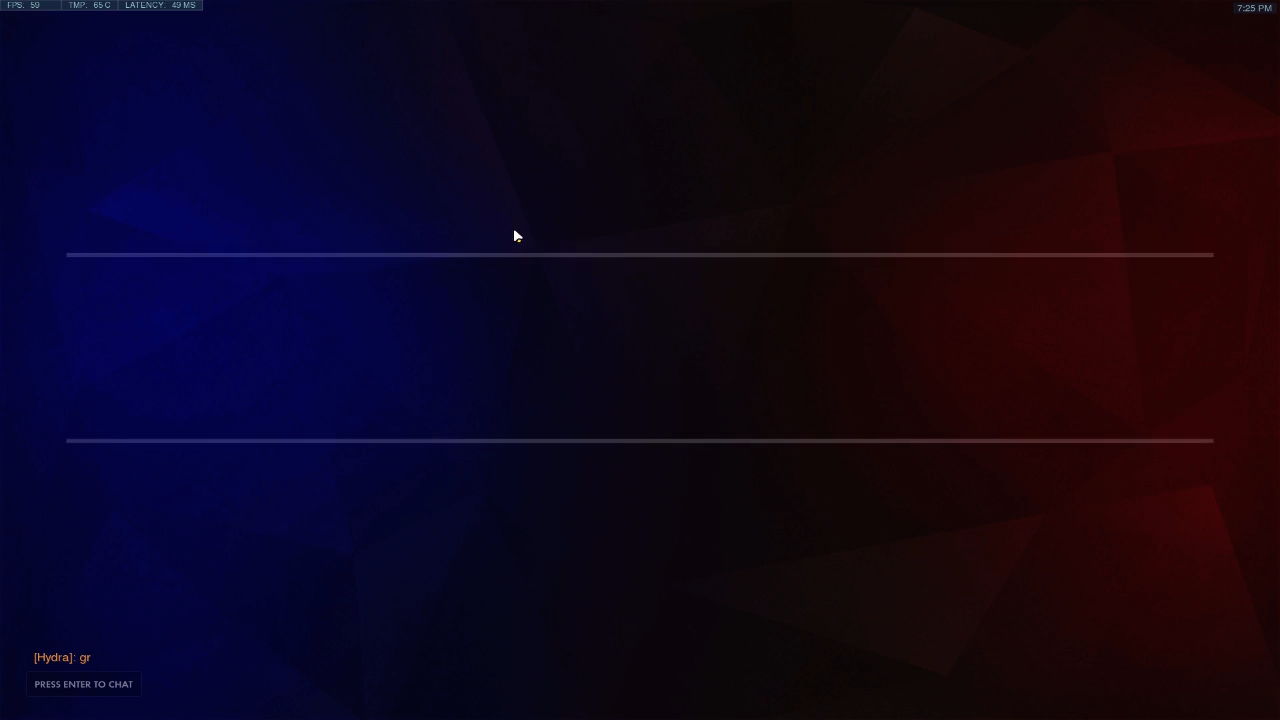 FPS: 59 TMP: 65 C LATENCY: 49 MS
7:25 PM
[Hydra]: gr
PRESS ENTER TO CHAT